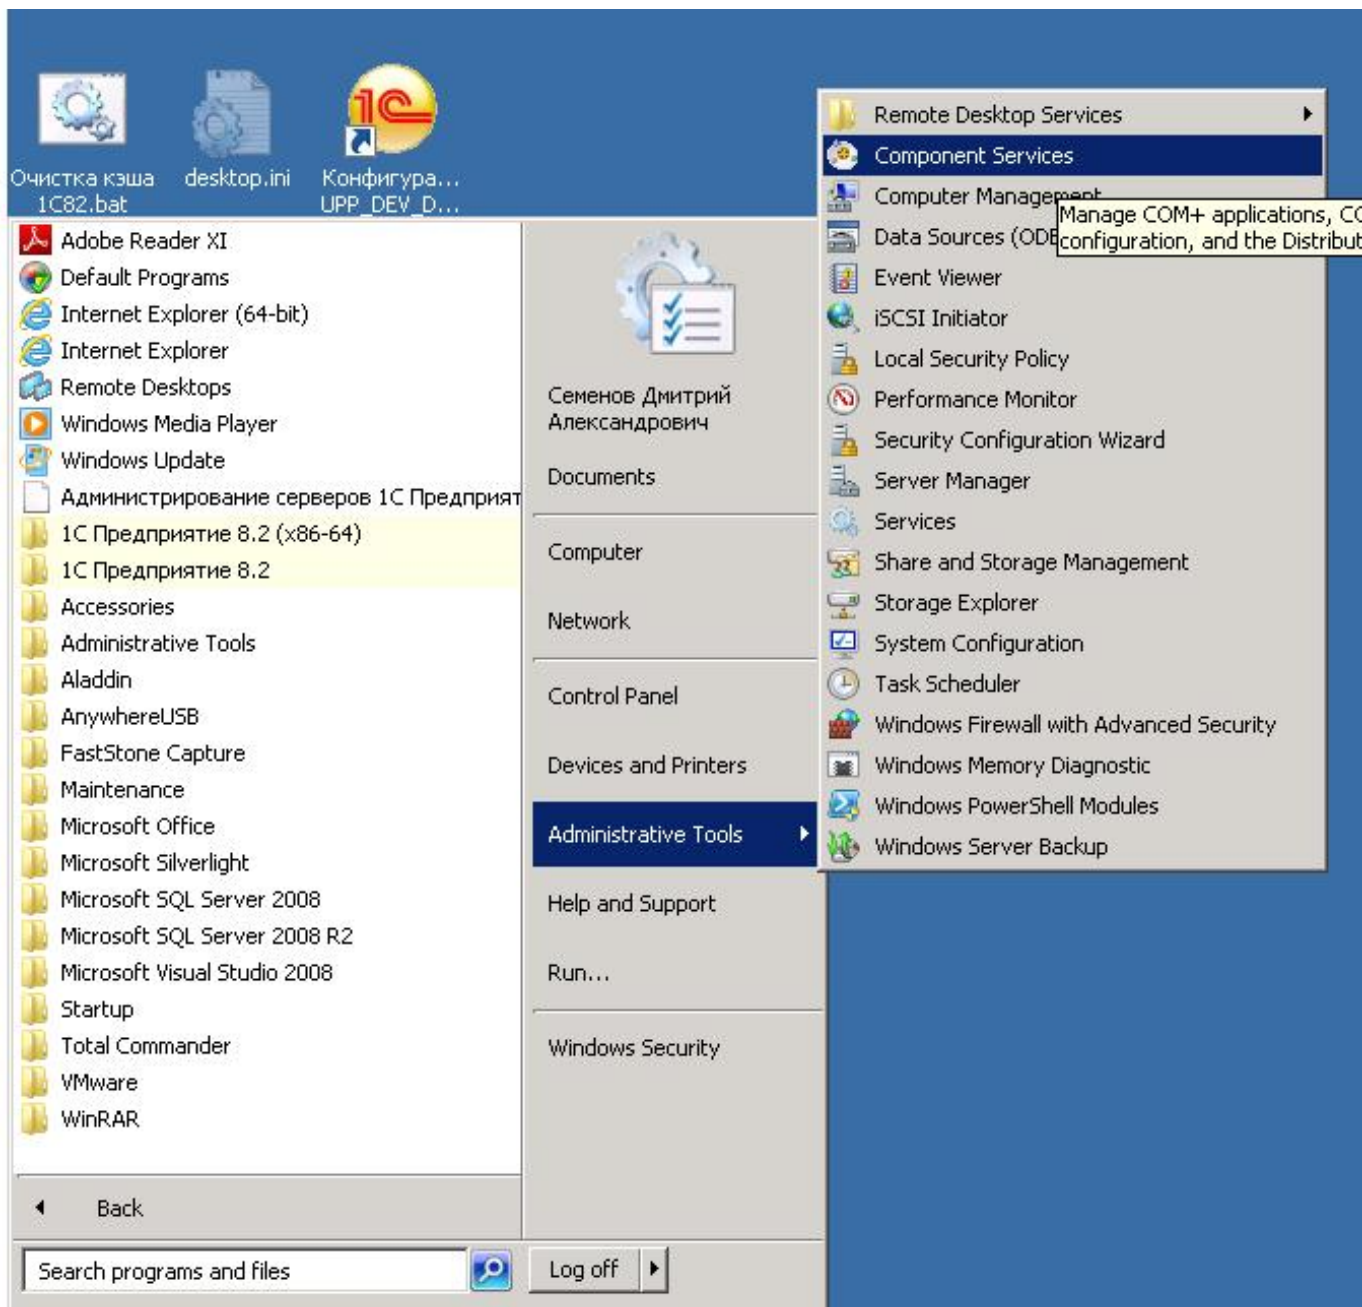 Очистка кэша
1C82.bat
desktop.ini
Конфигура...
UPP_DEV_D...
Adobe Reader XI
Default Programs
Internet Explorer (64-bit)
Internet Explorer
Remote Desktops
Windows Media Player
Windows Update
Администрирование серверов 1С Предприят
1С Предприятие 8.2 (x86-64)
1С Предприятие 8.2
Accessories
Administrative Tools
Aladdin
AnywhereUSB
FastStone Capture
Maintenance
Microsoft Office
Microsoft Silverlight
Microsoft SQL Server 2008
Microsoft SQL Server 2008 R2
Microsoft Visual Studio 2008
Startup
Total Commander
VMware
WinRAR
Back
Search programs and files
Семенов Дмитрий
Александрович
Documents
Computer
Network
Control Panel
Devices and Printers
Administrative Tools
Help and Support
Run...
Windows Security
Log off
Remote Desktop Services
Component Services
Computer Management
Manage COM+ applications, CO
Data Sources (ODB
configuration, and the Distribut
Event Viewer
iSCSI Initiator
Local Security Policy
Performance Monitor
Security Configuration Wizard
Server Manager
Services
Share and Storage Management
Storage Explorer
System Configuration
Task Scheduler
Windows Firewall with Advanced Security
Windows Memory Diagnostic
Windows PowerShell Modules
Windows Server Backup